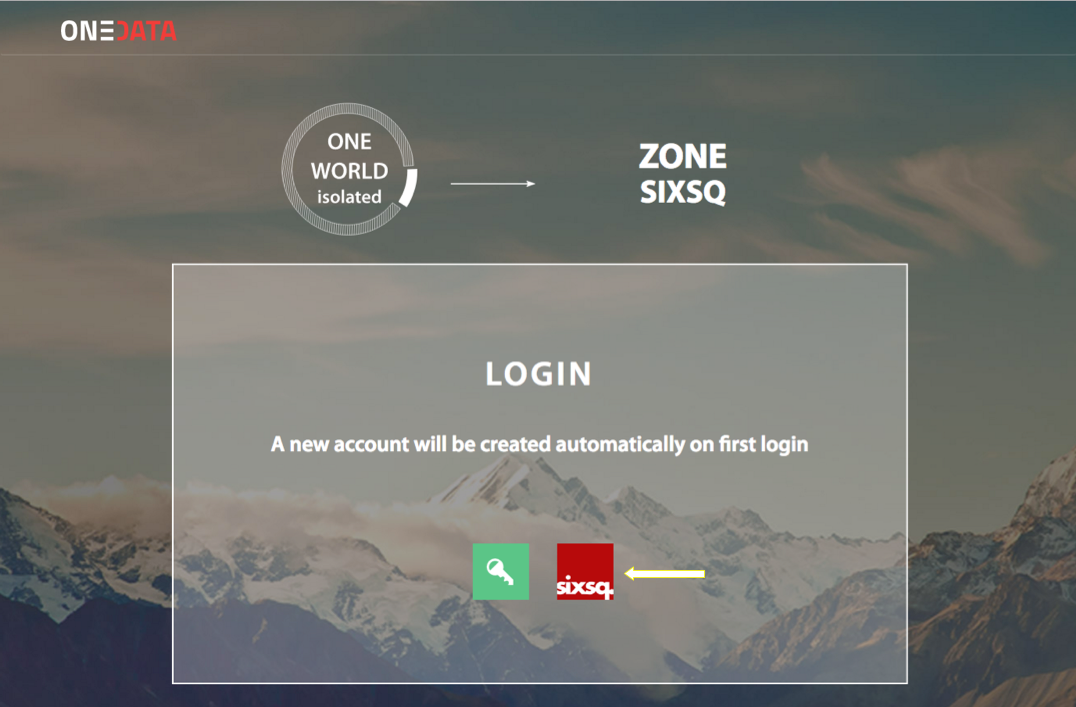 ONEDATA
ONE
WORLD
isolated
ZONE
SIXSQ
LOGIN
A new account will be created automatically on first login
sixsq.